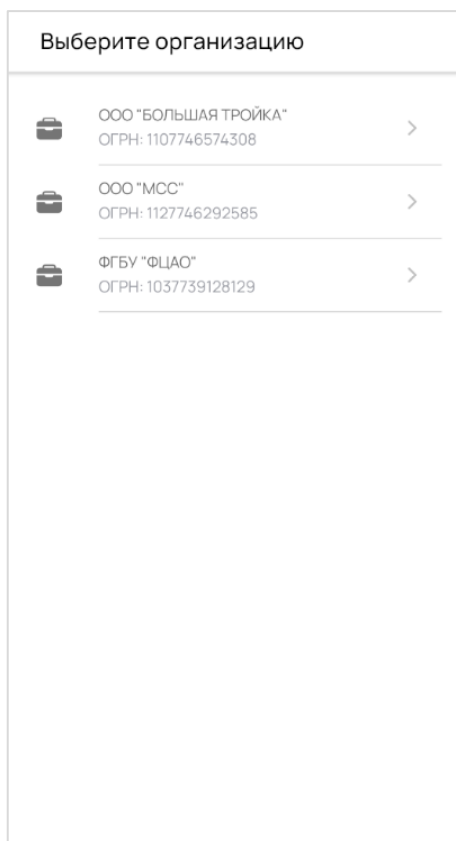 Выберите организацию
ООО "БОЛЬШАЯ ТРОЙКА"
ОГРН: 1107746574308
ООО "МСС"
ОГРН: 1127746292585
ФГБУ "ФЦАО"
ОГРН: 1037739128129